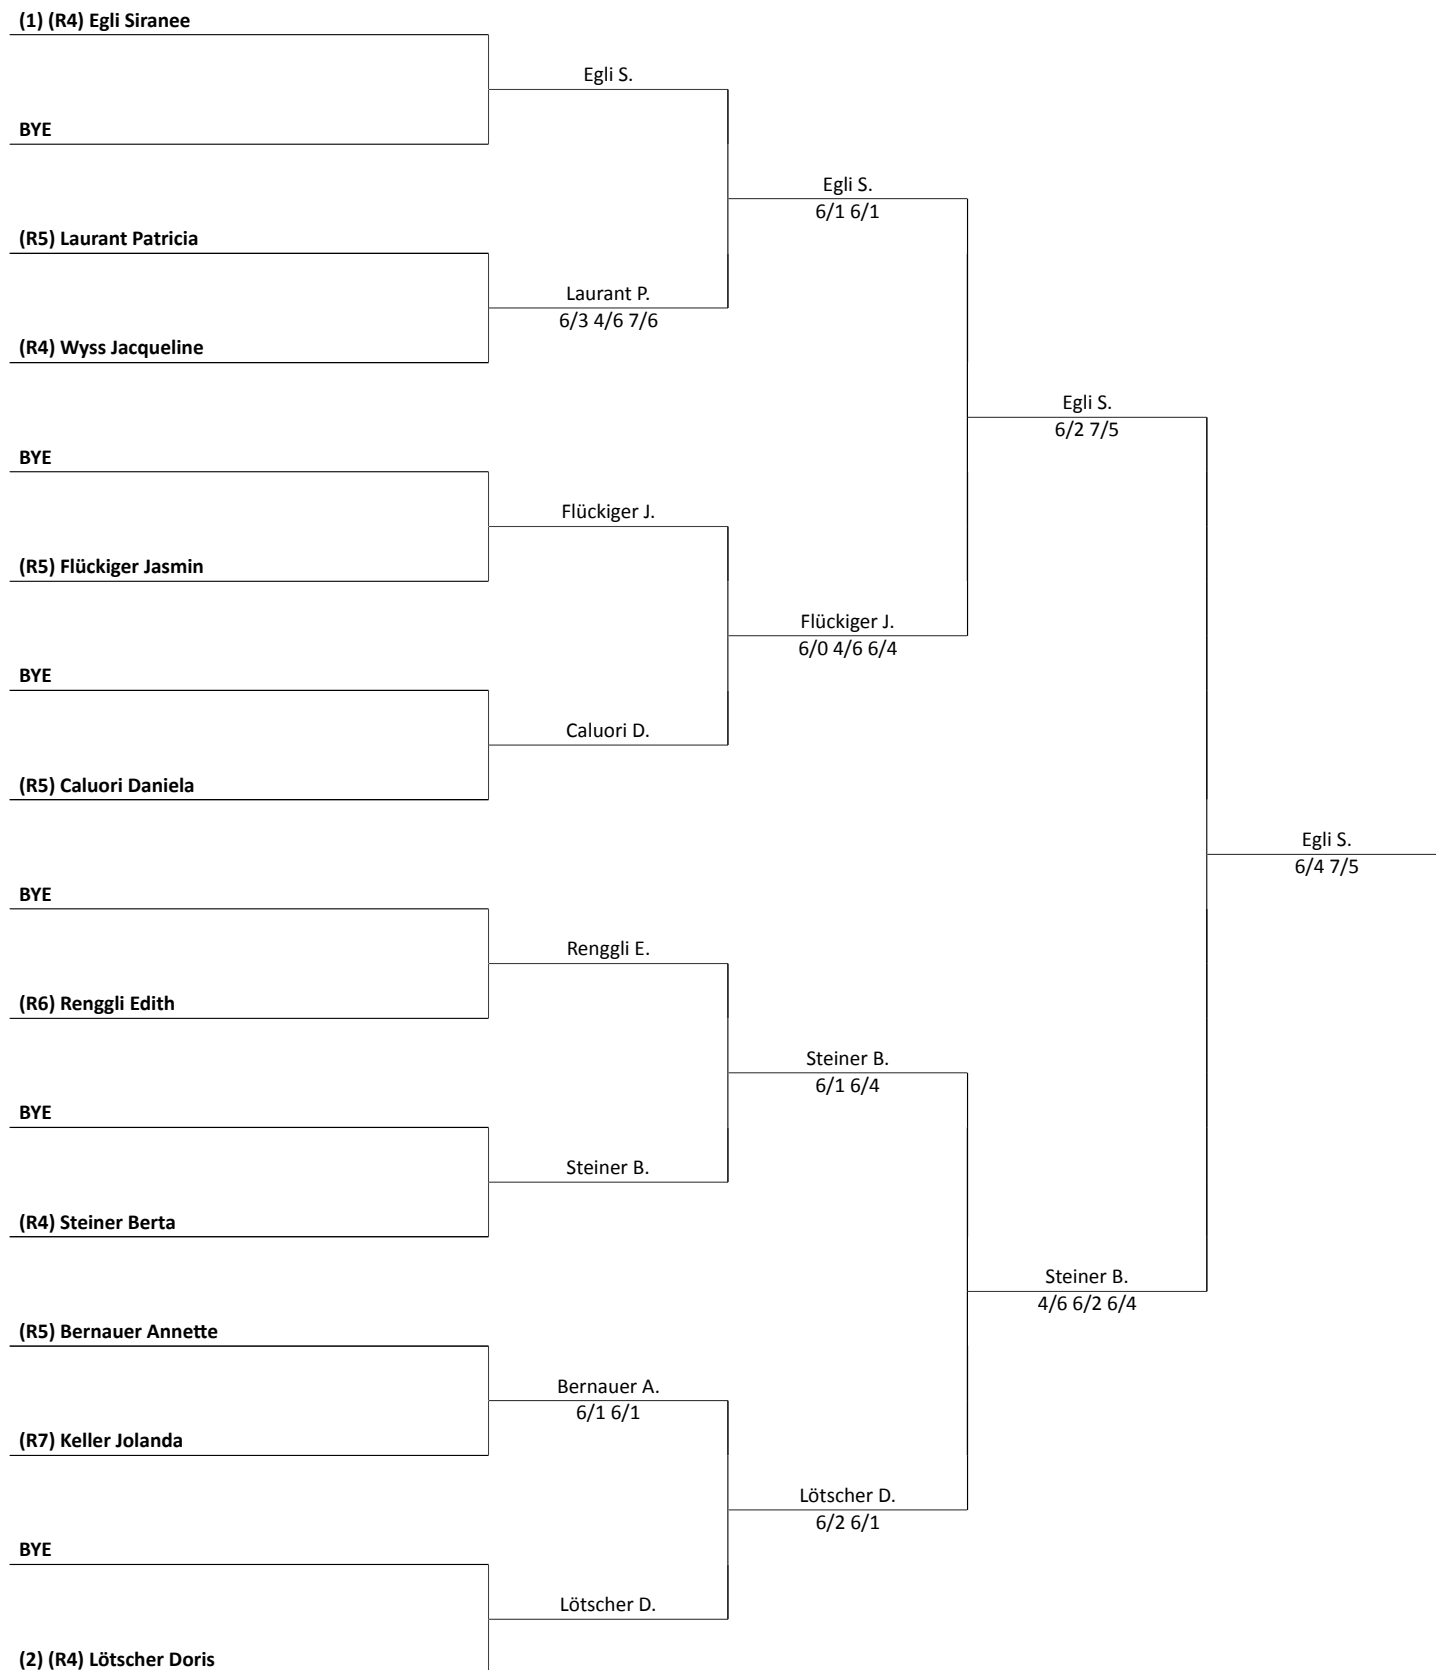 (1) (R4) Egli Siranee
Egli S.
BYE
Egli S.
6/1 6/1
(R5) Laurant Patricia
Laurant P.
6/3 4/6 7/6
(R4) Wyss Jacqueline
Egli S.
6/2 7/5
BYE
Flückiger J.
(R5) Flückiger Jasmin
Flückiger J.
6/0 4/6 6/4
BYE
Caluori D.
(R5) Caluori Daniela
Egli S.
6/4 7/5
BYE
Renggli E.
(R6) Renggli Edith
Steiner B.
6/1 6/4
BYE
Steiner B.
(R4) Steiner Berta
Steiner B.
4/6 6/2 6/4
(R5) Bernauer Annette
Bernauer A.
6/1 6/1
(R7) Keller Jolanda
Lötscher D.
6/2 6/1
BYE
Lötscher D.
(2) (R4) Lötscher Doris